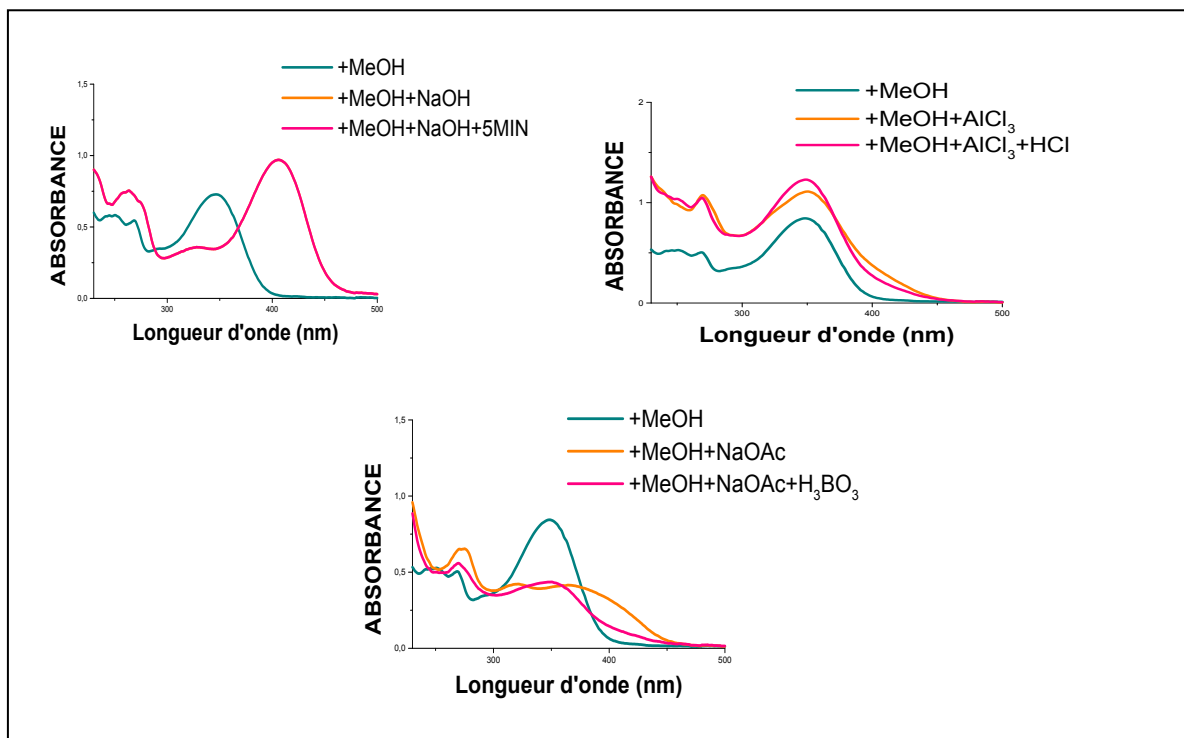 +MeOH
+MeOH+NaOH
+MeOH+NaOH+5MIN
1,5
1,0
0,5
0,0
300
400
500
ABSORBANCE
Longueur d'onde (nm)
+MeOH
+MeOH+AlCl₃
+MeOH+AlCl₃+HCl
2
1
0
300
400
500
ABSORBANCE
Longueur d'onde (nm)
+MeOH
+MeOH+NaOAc
+MeOH+NaOAc+H₃BO₃
1,5
1,0
0,5
0,0
300
400
500
ABSORBANCE
Longueur d'onde (nm)